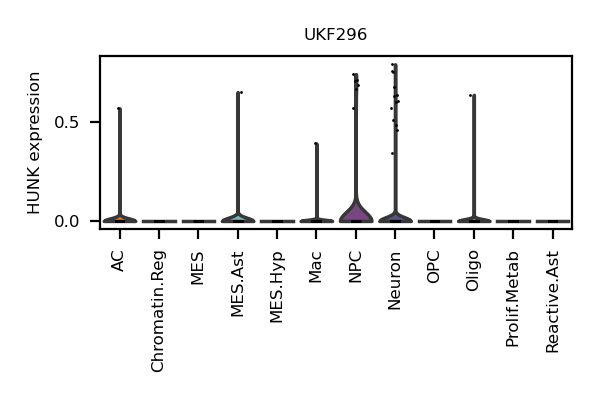 UKF296
HUNK expression
0.5
0.0
AC
Chromatin.Reg
MES
MES.Ast
MES.Hyp
Mac
NPC
Neuron
OPC
Oligo
Prolif.Metab
Reactive.Ast